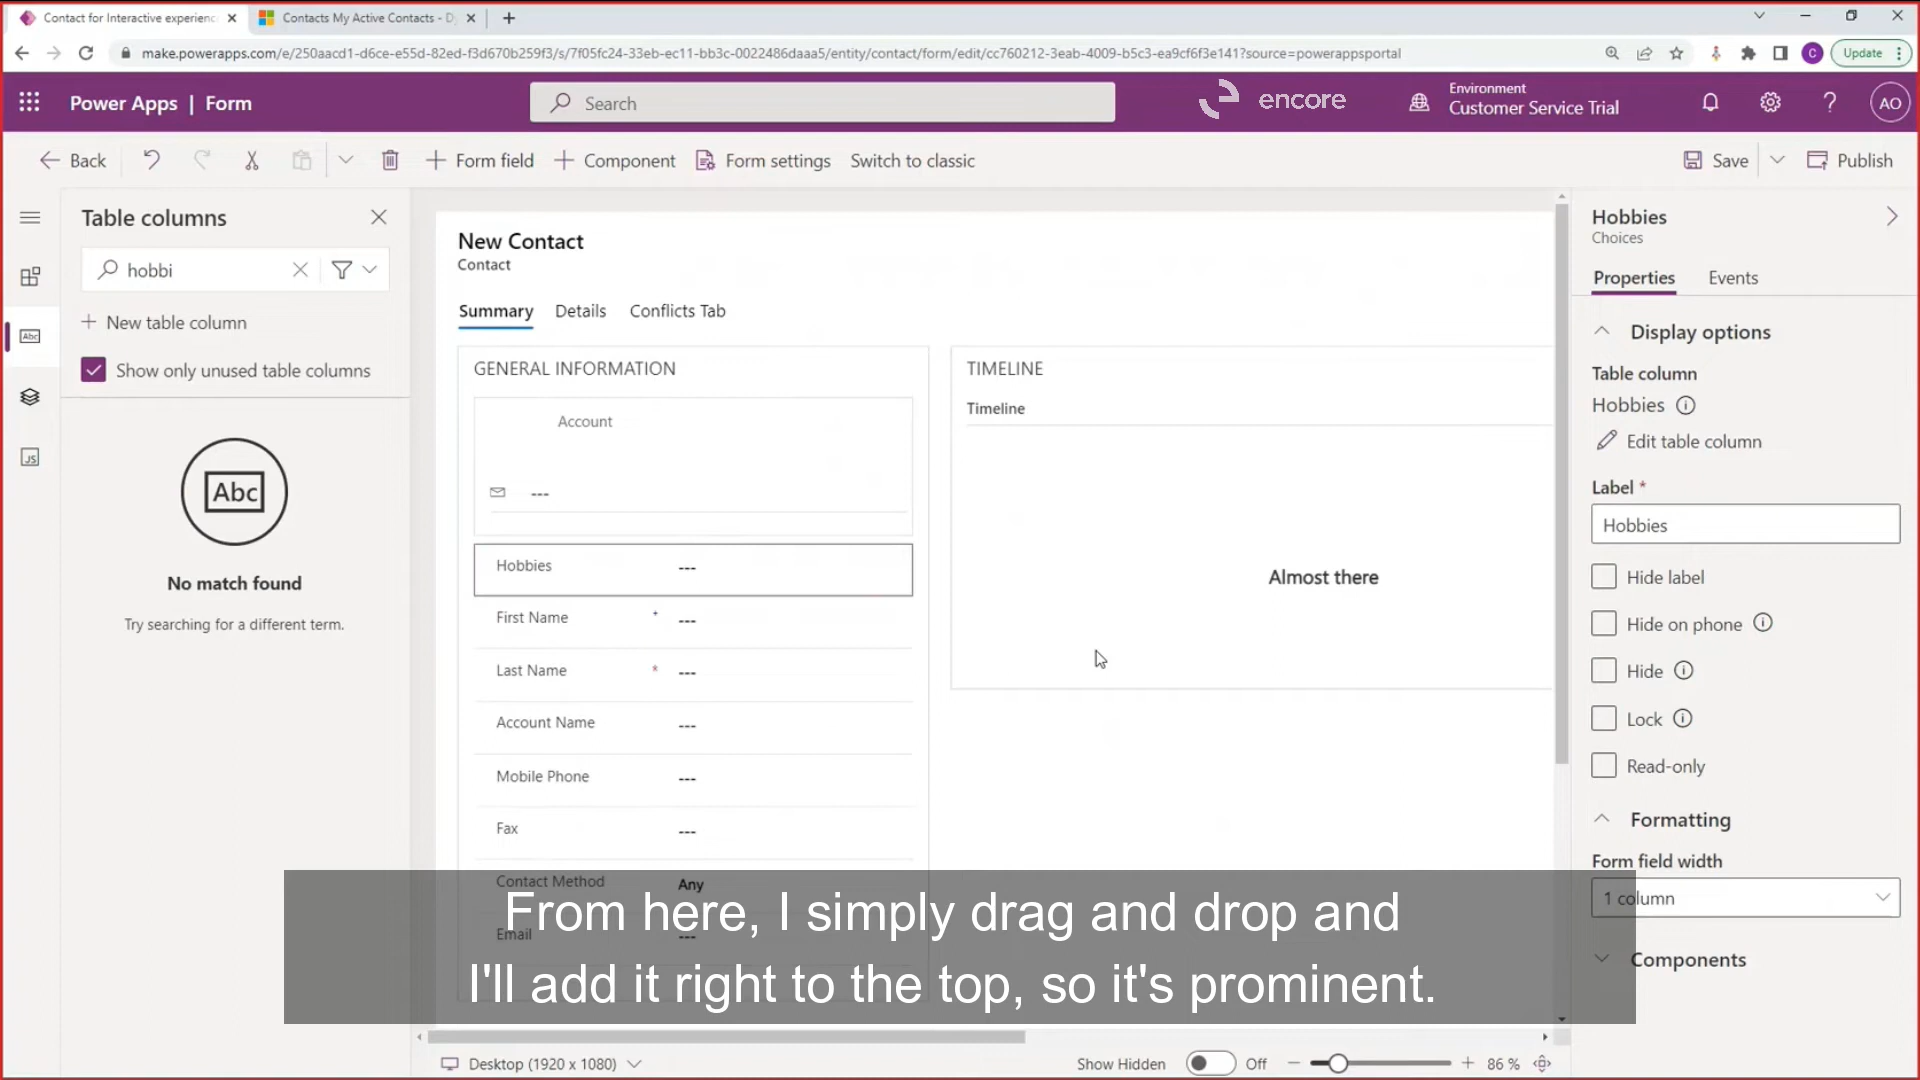 Contact for Interactive experienc
Contacts My Active Contacts - Dy
make.powerapps.com/e/250aacd1-d6ce-e55d-82ed-f3d670b259f3/s/7f05fc24-33eb-ec11-bb3c-0022486daaa5/entity/contact/form/edit/cc760212-3eab-4009-b5c3-ea9cf6f3e141?source=powerappsportal
C
Update
Power Apps | Form
Search
encore
Environment
Customer Service Trial
AO
Back
Form field
Component
Form settings
Switch to classic
Save
Publish
Table columns
hobbi
New table column
Show only unused table columns
Abc
JS
Abc
No match found
Try searching for a different term.
New Contact
Contact
Summary
Details
Conflicts Tab
GENERAL INFORMATION
Account
---
Hobbies ---
First Name + ---
Last Name * ---
Account Name ---
Mobile Phone ---
Fax ---
Contact Method Any
Email ---
TIMELINE
Timeline
Almost there
From here, I simply drag and drop and
I'll add it right to the top, so it's prominent.
Hobbies
Choices
Properties
Events
Display options
Table column
Hobbies
Edit table column
Label *
Hobbies
Hide label
Hide on phone
Hide
Lock
Read-only
Formatting
Form field width
1 column
Components
Desktop (1920 x 1080)
Show Hidden
Off
86 %